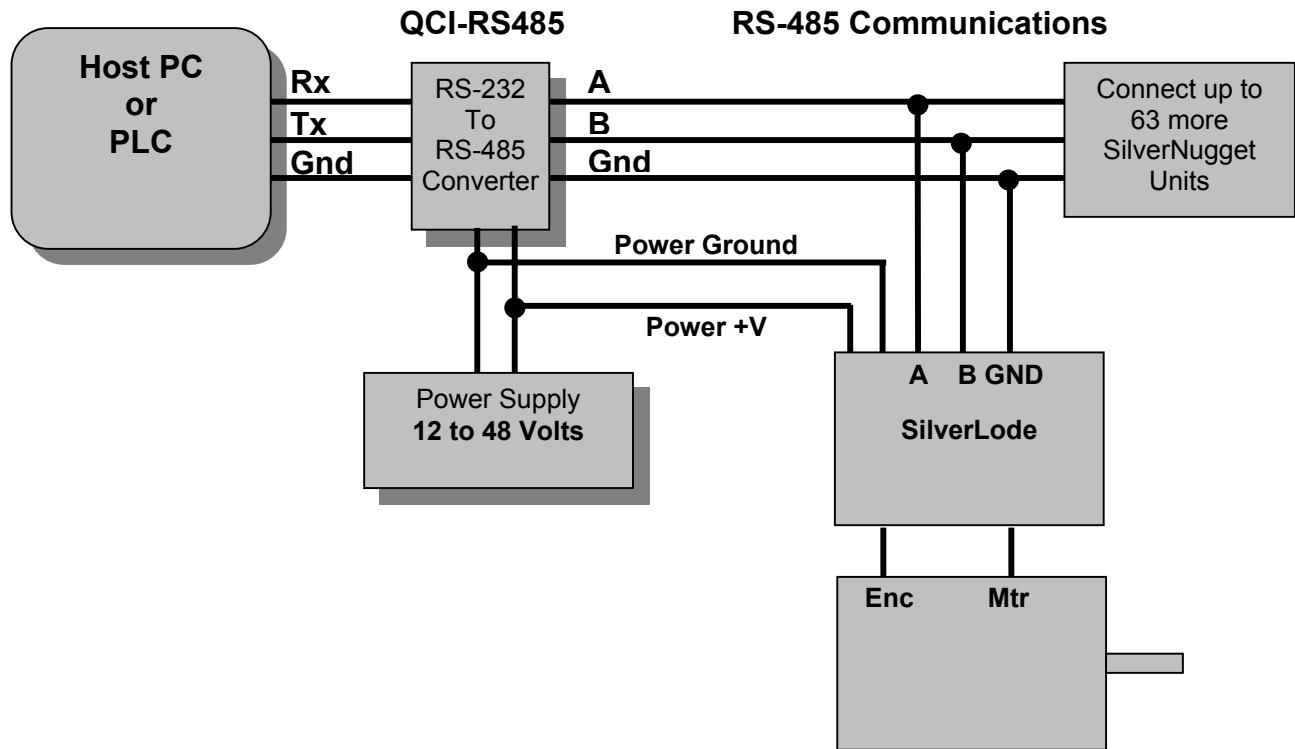 QCI-RS485
RS-485 Communications
Host PC
or
PLC
Rx
Tx
Gnd
RS-232
To
RS-485
Converter
A
B
Gnd
Connect up to
63 more
SilverNugget
Units
Power Ground
Power +V
Power Supply
12 to 48 Volts
A B GND
SilverLode
Enc Mtr